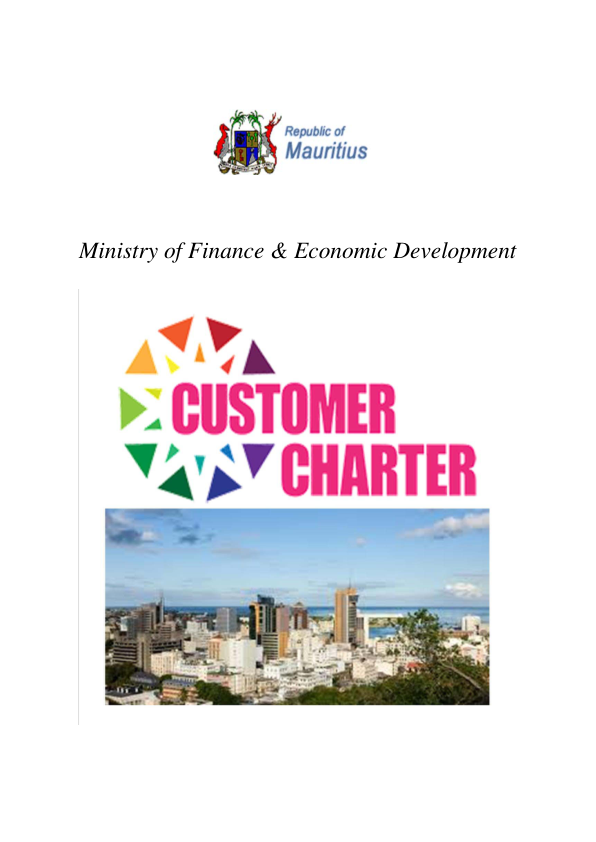 Republic of
Mauritius
Ministry of Finance & Economic Development
CUSTOMER
CHARTER